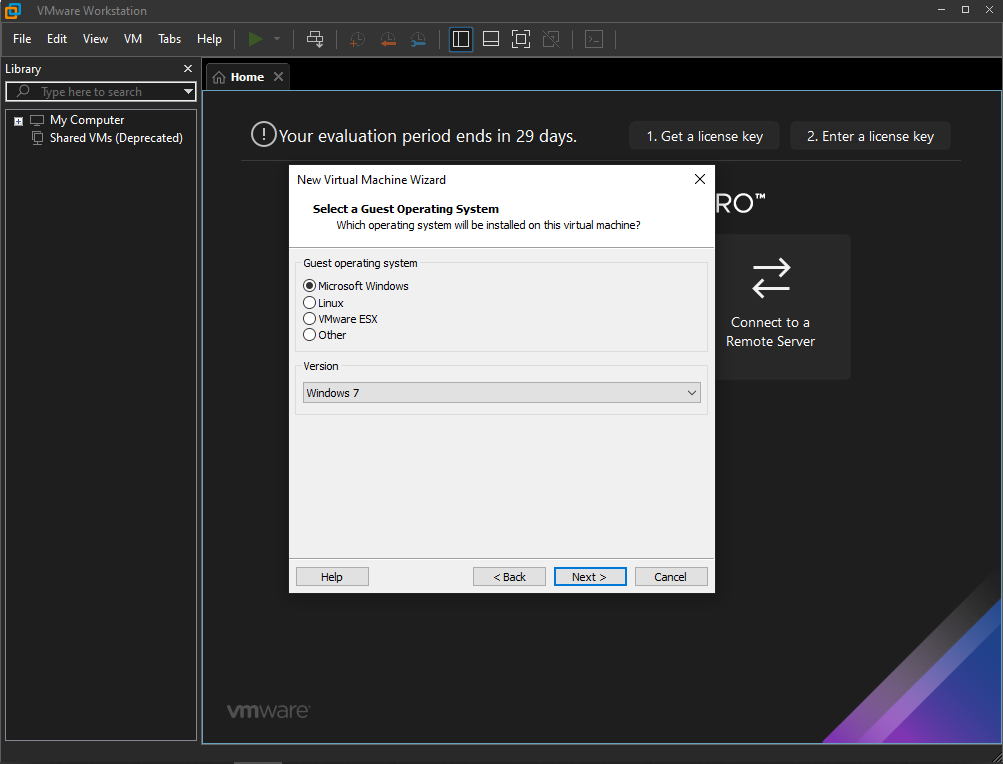 VMware Workstation
File Edit View VM Tabs Help
Library
Type here to search
My Computer
Shared VMs (Deprecated)
Home
Your evaluation period ends in 29 days.
1. Get a license key
2. Enter a license key
RO™
Connect to a
Remote Server
New Virtual Machine Wizard
Select a Guest Operating System
Which operating system will be installed on this virtual machine?
Guest operating system
Microsoft Windows
Linux
VMware ESX
Other
Version
Windows 7
Help
< Back
Next >
Cancel
vmware